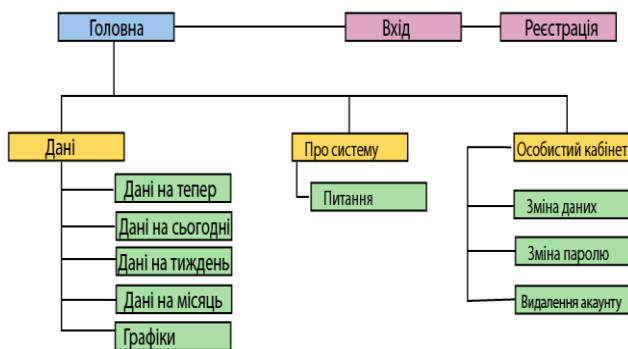 Головна
Вхід
Реєстрація
Дані
Про систему
Особистий кабінет
Дані на тепер
Дані на сьогодні
Дані на тиждень
Дані на місяць
Графіки
Питання
Зміна даних
Зміна паролю
Видалення акаунту